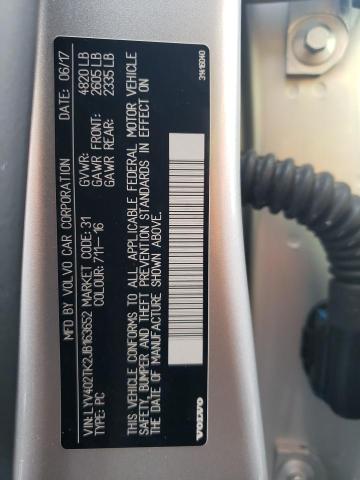 MFD BY VOLVO CAR CORPORATION DATE: 06/17
GVWR: 4820 LB
GAWR FRONT: 2605 LB
GAWR REAR: 2335 LB
VIN: LYV402TK2JB163652 MARKET CODE: 31
TYPE: PC COLOUR: 711-16
THIS VEHICLE CONFORMS TO ALL APPLICABLE FEDERAL MOTOR VEHICLE
SAFETY, BUMPER AND THEFT PREVENTION STANDARDS IN EFFECT ON
THE DATE OF MANUFACTURE SHOWN ABOVE.
VOLVO
31416040